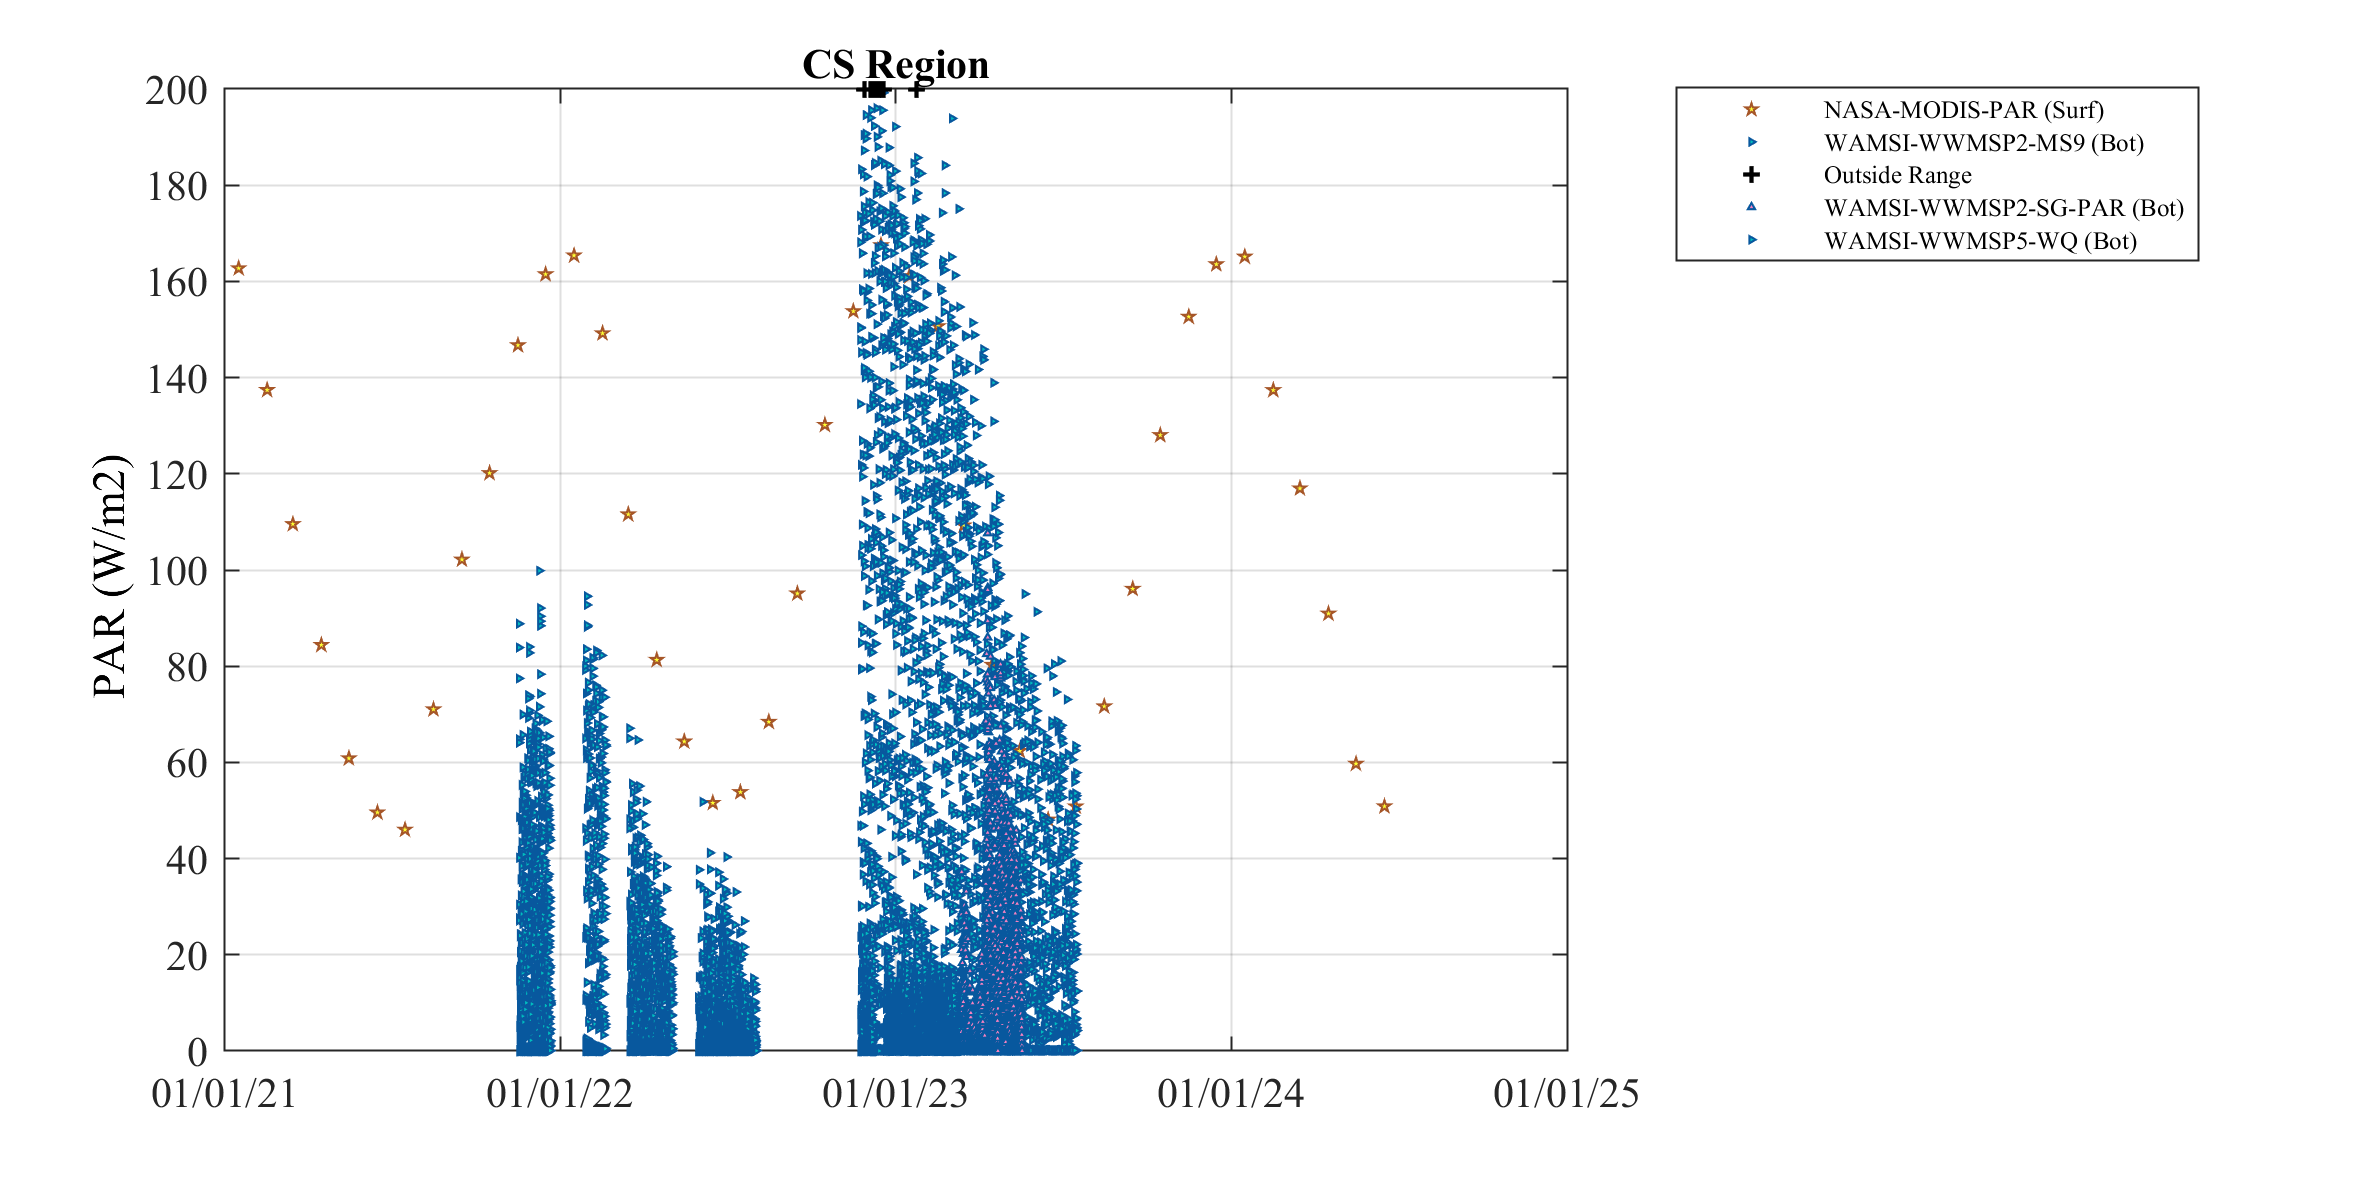 CS Region
PAR (W/m2)
200
180
160
140
120
100
80
60
40
20
0
01/01/21
01/01/22
01/01/23
01/01/24
01/01/25
NASA-MODIS-PAR (Surf)
WAMSI-WWMSP2-MS9 (Bot)
Outside Range
WAMSI-WWMSP2-SG-PAR (Bot)
WAMSI-WWMSP5-WQ (Bot)